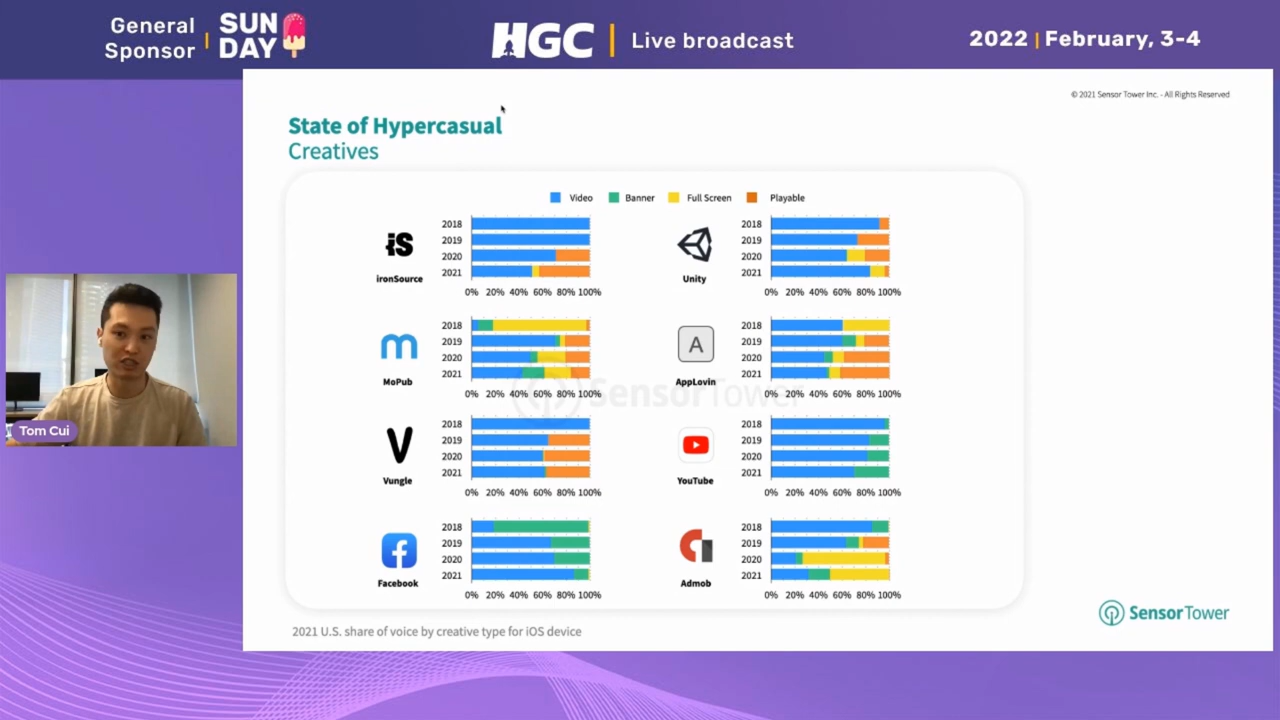 General
Sponsor
SUN
DAY
HGC
Live broadcast
2022 February, 3-4
© 2021 Sensor Tower Inc. - All Rights Reserved
State of Hypercasual
Creatives
Video Banner Full Screen Playable
iS
ironSource
2018
2019
2020
2021
0% 20% 40% 60% 80% 100%
Unity
2018
2019
2020
2021
0% 20% 40% 60% 80% 100%
m
MoPub
2018
2019
2020
2021
0% 20% 40% 60% 80% 100%
A
AppLovin
2018
2019
2020
2021
0% 20% 40% 60% 80% 100%
SensorTower
V
Vungle
2018
2019
2020
2021
0% 20% 40% 60% 80% 100%
YouTube
2018
2019
2020
2021
0% 20% 40% 60% 80% 100%
f
Facebook
2018
2019
2020
2021
0% 20% 40% 60% 80% 100%
Admob
2018
2019
2020
2021
0% 20% 40% 60% 80% 100%
2021 U.S. share of voice by creative type for iOS device
SensorTower
Tom Cui